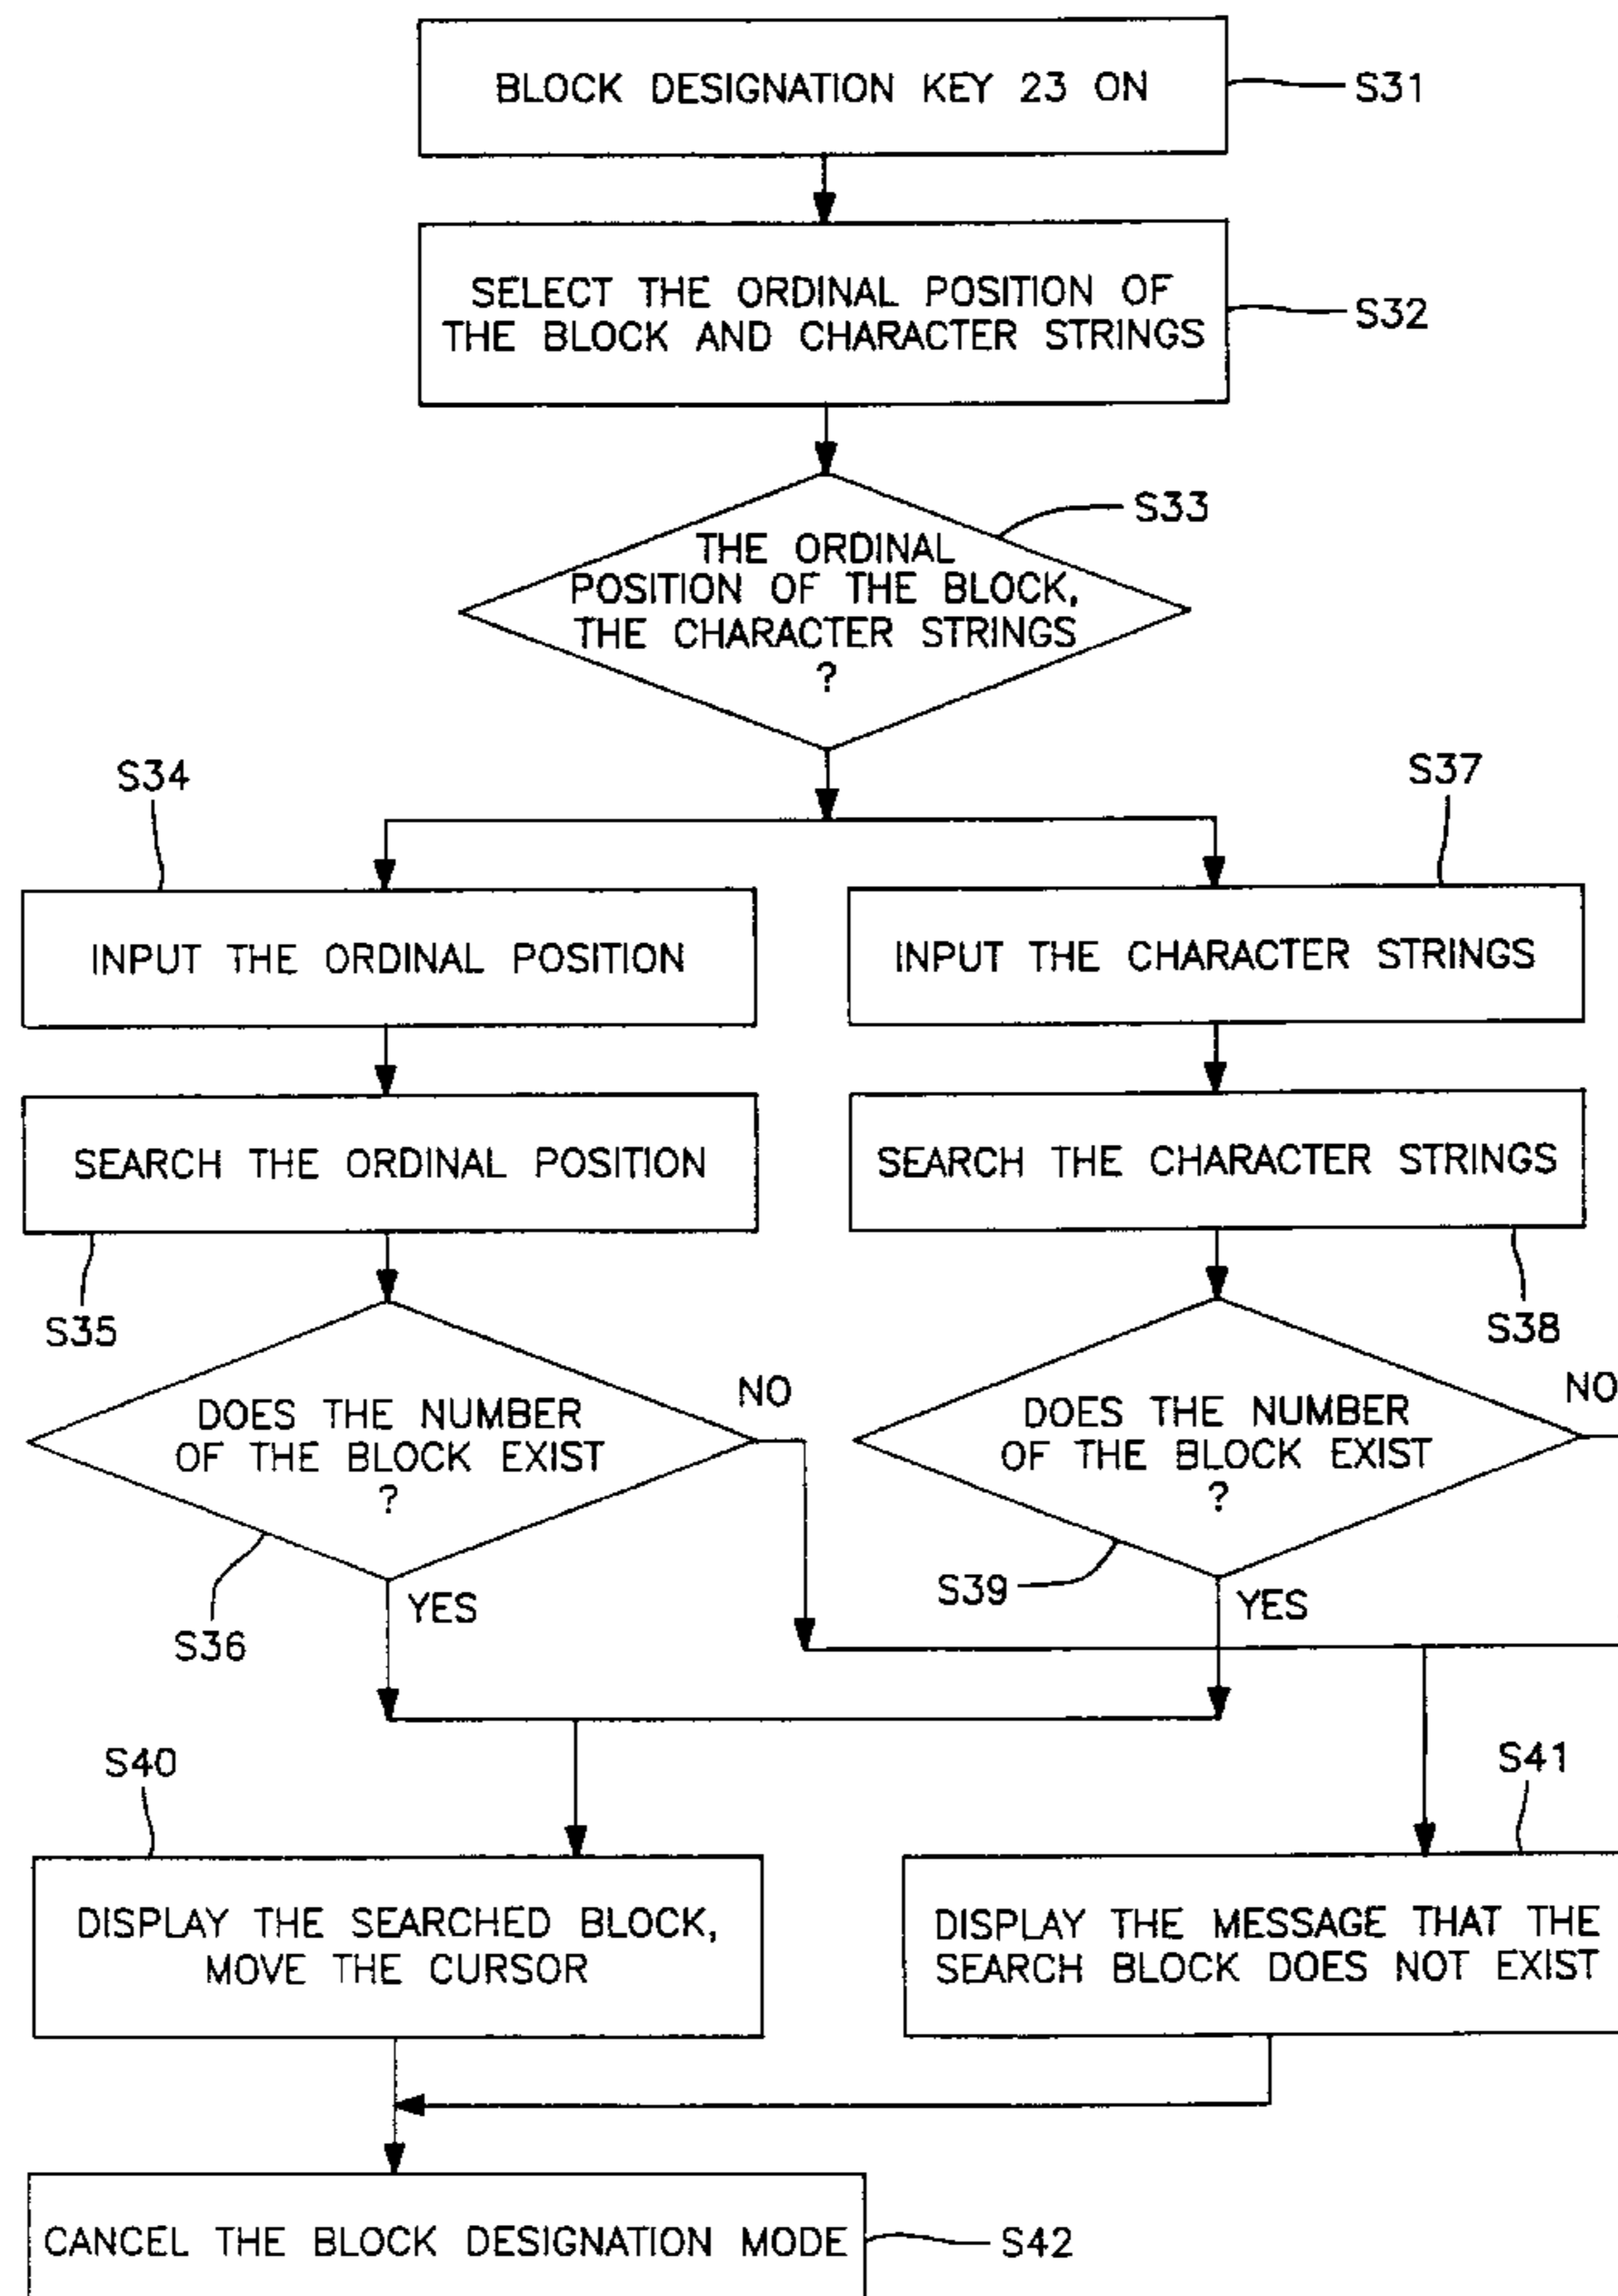 BLOCK DESIGNATION KEY 23 ON
S31
SELECT THE ORDINAL POSITION OF
THE BLOCK AND CHARACTER STRINGS
S32
S33
THE ORDINAL
POSITION OF THE BLOCK,
THE CHARACTER STRINGS
?
S34
S37
INPUT THE ORDINAL POSITION
INPUT THE CHARACTER STRINGS
SEARCH THE ORDINAL POSITION
SEARCH THE CHARACTER STRINGS
S35
S38
DOES THE NUMBER
OF THE BLOCK EXIST
?
NO
DOES THE NUMBER
OF THE BLOCK EXIST
?
NO
S36
YES
S39
YES
S40
S41
DISPLAY THE SEARCHED BLOCK,
MOVE THE CURSOR
DISPLAY THE MESSAGE THAT THE
SEARCH BLOCK DOES NOT EXIST
CANCEL THE BLOCK DESIGNATION MODE
S42